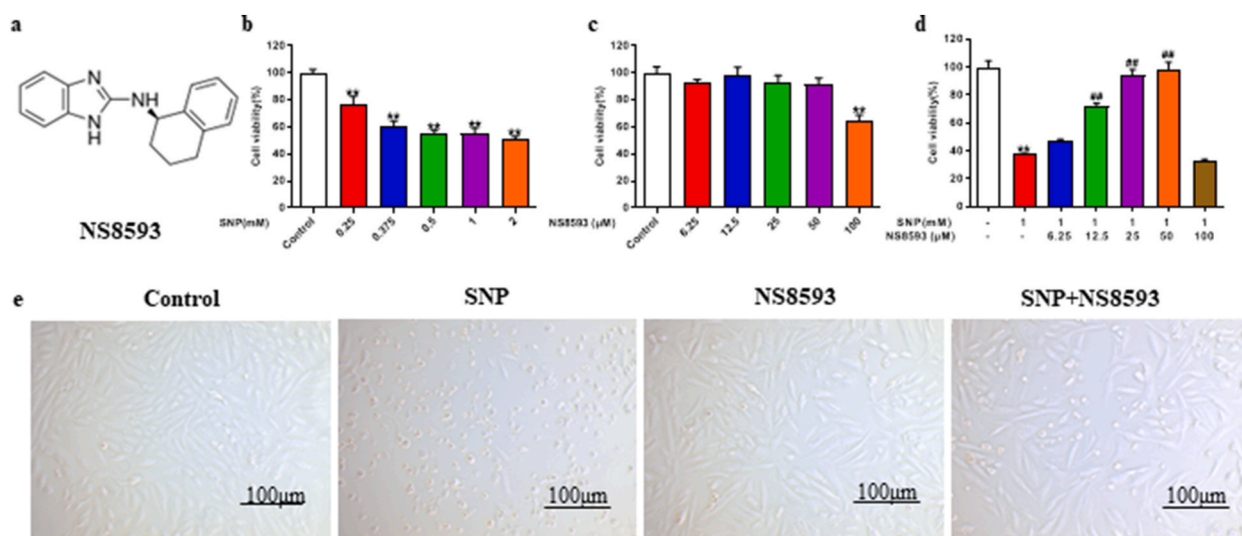 a
N
NH
N
H
NS8593
b
Cell viability(%)
120
100
80
60
40
20
0
**
**
**
**
**
SNP(mM)
Control
0.25
0.375
0.5
1
2
c
Cell viability(%)
120
100
80
60
40
20
0
**
NS8593 (μM)
Control
6.25
12.5
25
50
100
d
Cell viability(%)
120
100
80
60
40
20
0
**
##
##
##
SNP(mM) - 1 1 1 1 1 1
NS8593 (μM) - - 6.25 12.5 25 50 100
e
Control
SNP
NS8593
SNP+NS8593
100μm
100μm
100μm
100μm